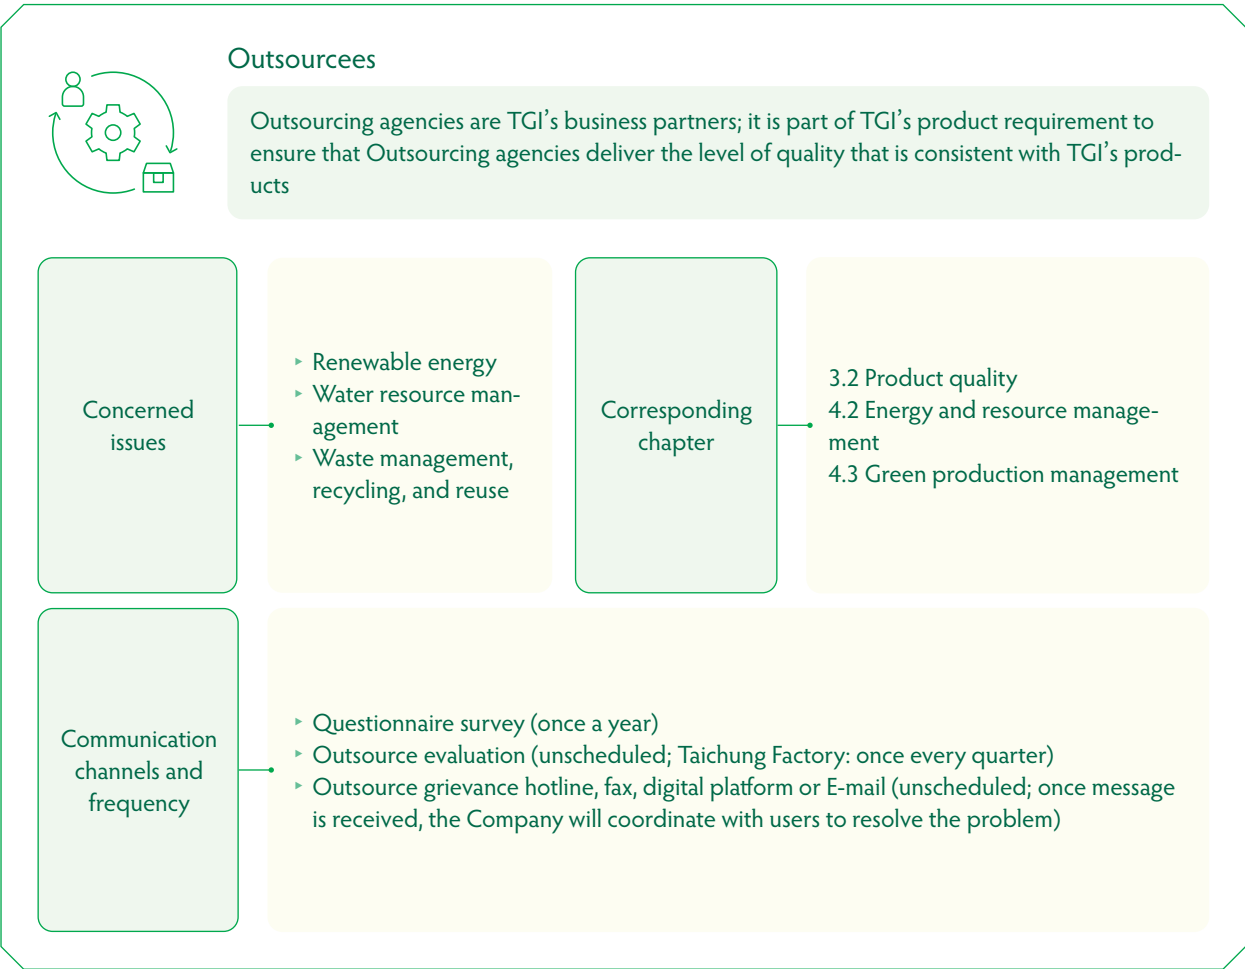 Outsourcees
Outsourcing agencies are TGI's business partners; it is part of TGI's product requirement to
ensure that Outsourcing agencies deliver the level of quality that is consistent with TGI's prod-
ucts
Concerned
issues
▸ Renewable energy
▸ Water resource man-
agement
▸ Waste management,
recycling, and reuse
Corresponding
chapter
3.2 Product quality
4.2 Energy and resource manage-
ment
4.3 Green production management
Communication
channels and
frequency
▸ Questionnaire survey (once a year)
▸ Outsource evaluation (unscheduled; Taichung Factory: once every quarter)
▸ Outsource grievance hotline, fax, digital platform or E-mail (unscheduled; once message
is received, the Company will coordinate with users to resolve the problem)